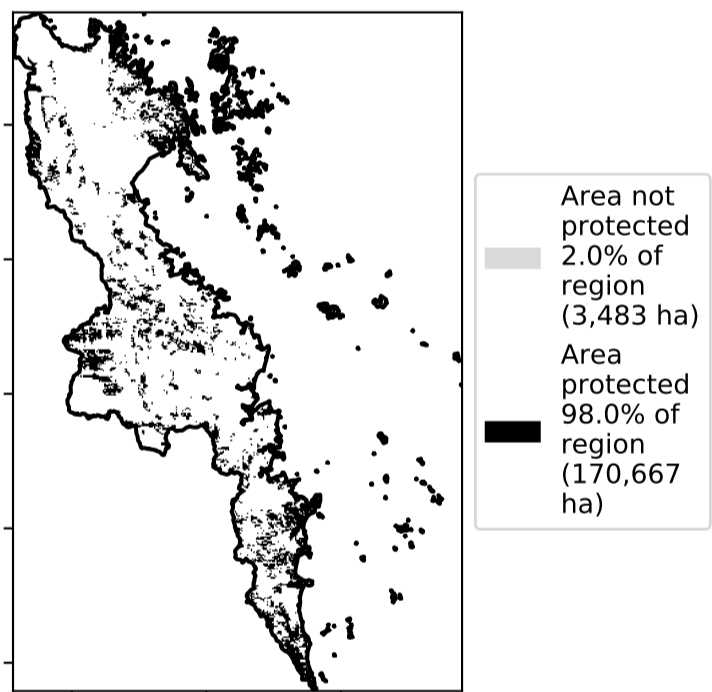 Area not
protected
2.0% of
region
(3,483 ha)
Area
protected
98.0% of
region
(170,667
ha)